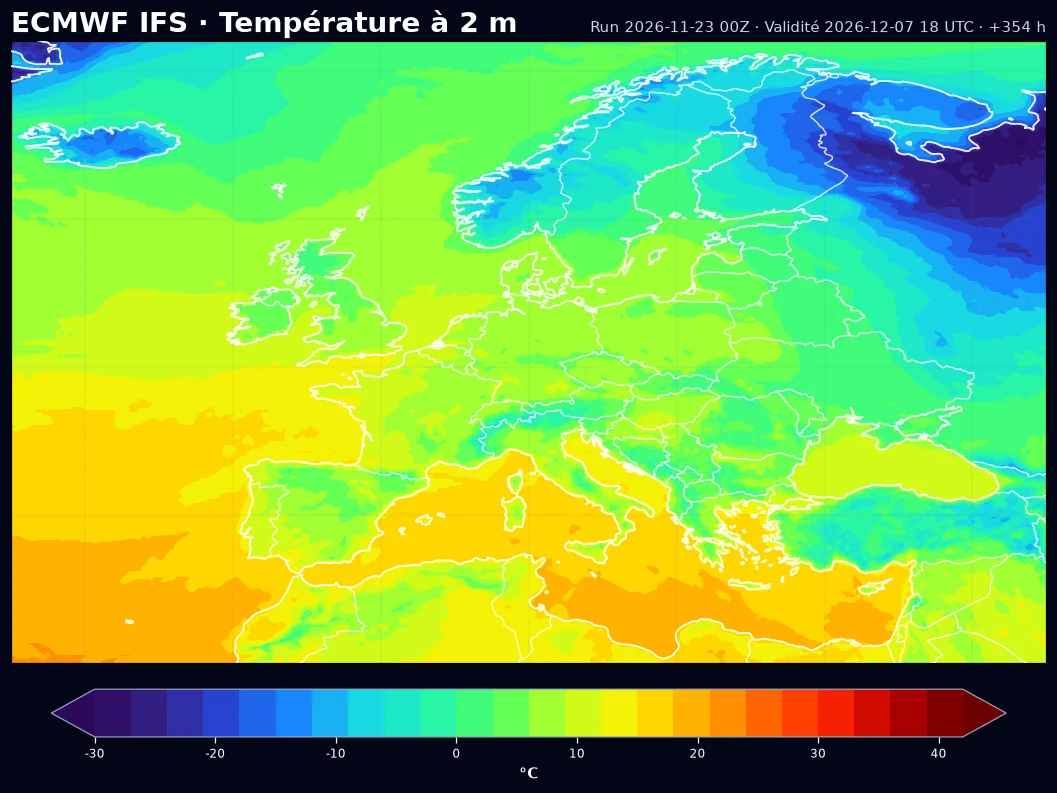 ECMWF IFS · Température à 2 m
Run 2026-11-23 00Z · Validité 2026-12-07 18 UTC · +354 h
-30 -20 -10 0 10 20 30 40
°C